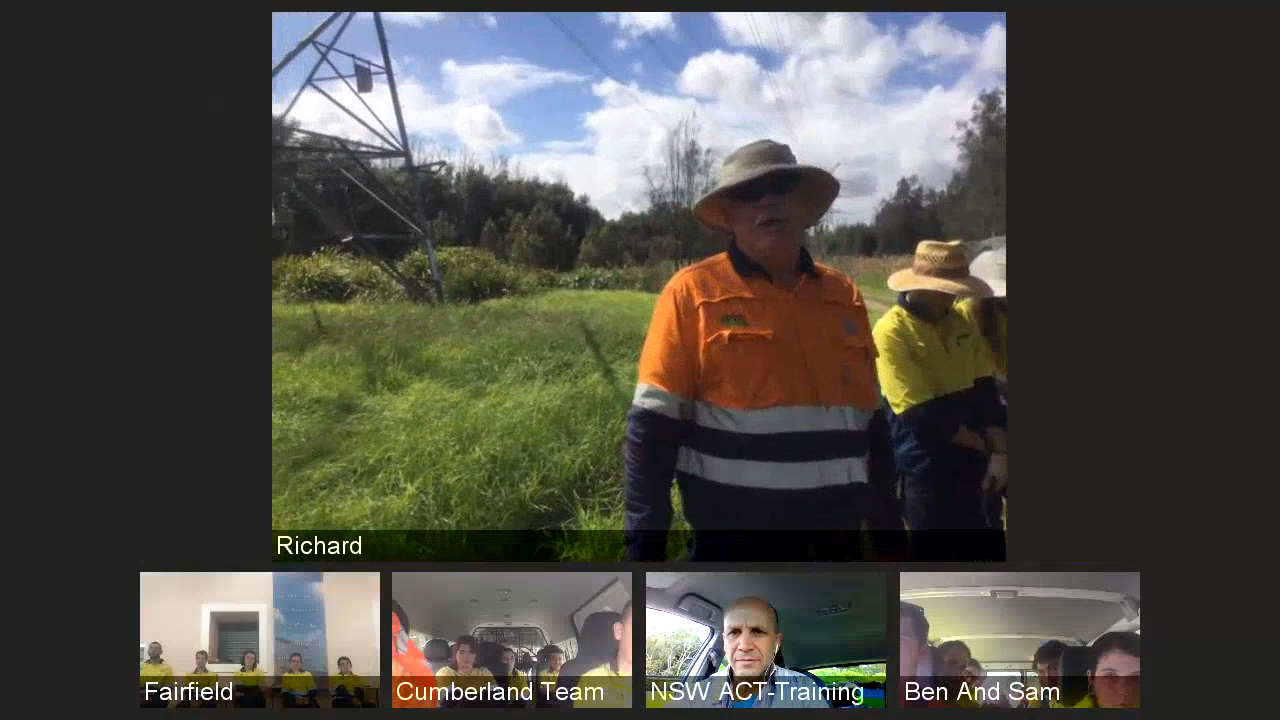 Richard
Fairfield
Cumberland Team
NSW ACT-Training
Ben And Sam